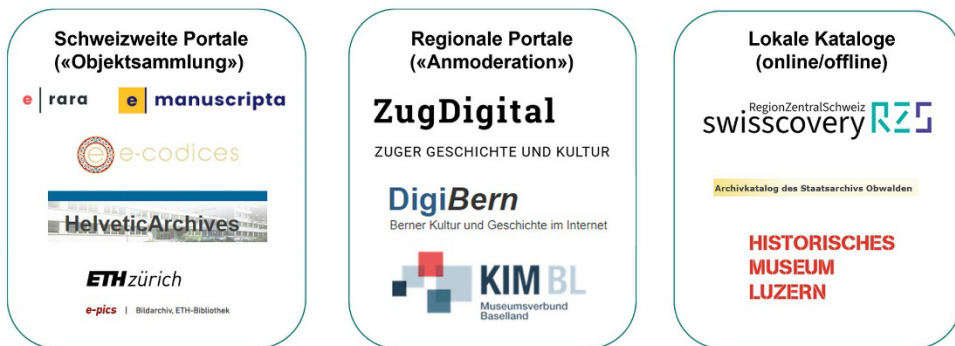 Schweizweite Portale
(«Objektsammlung»)
e | rara
e | manuscripta
e e-codices
HelveticArchives
ETH zürich
e-pics | Bildarchiv, ETH-Bibliothek
Regionale Portale
(«Anmoderation»)
ZugDigital
ZUGER GESCHICHTE UND KULTUR
DigiBern
Berner Kultur und Geschichte im Internet
KIM BL
Museumsverbund
Baselland
Lokale Kataloge
(online/offline)
RegionZentralSchweiz
swisscovery RZS
Archivkatalog des Staatsarchivs Obwalden
HISTORISCHES
MUSEUM
LUZERN